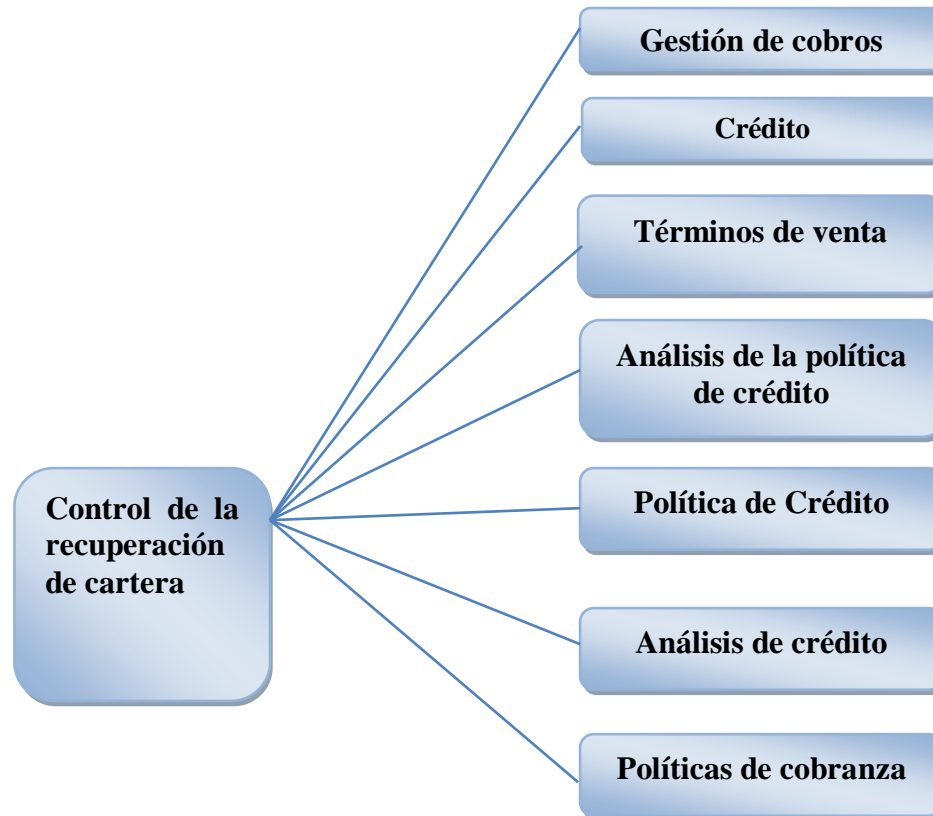 Gestión de cobros
Crédito
Términos de venta
Análisis de la política
de crédito
Control de la
recuperación
de cartera
Política de Crédito
Análisis de crédito
Políticas de cobranza